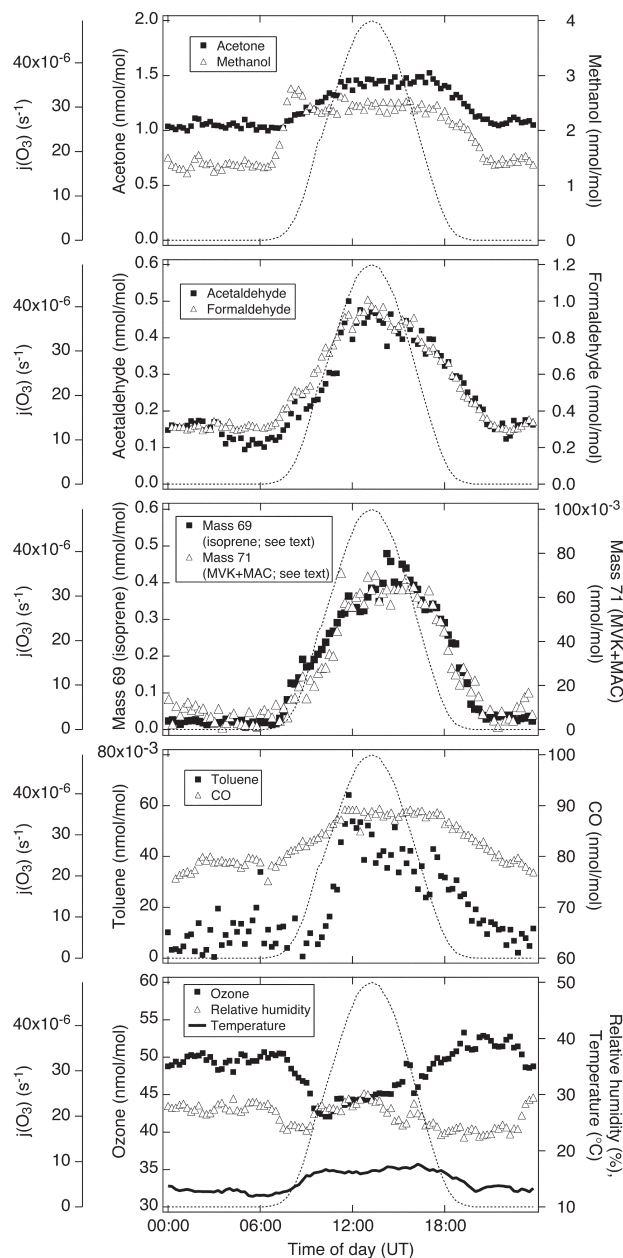 2.0
1.5
1.0
0.5
0.0
Acetone (nmol/mol)
40x10-6
30
20
10
0
j(O3) (s-1)
4
3
2
1
0
Methanol (nmol/mol)
Acetone
Methanol
0.6
0.5
0.4
0.3
0.2
0.1
0.0
Acetaldehyde (nmol/mol)
40x10-6
30
20
10
0
j(O3) (s-1)
1.2
1.0
0.8
0.6
0.4
0.2
0.0
Formaldehyde (nmol/mol)
Acetaldehyde
Formaldehyde
0.6
0.5
0.4
0.3
0.2
0.1
0.0
Mass 69 (isoprene) (nmol/mol)
40x10-6
30
20
10
0
j(O3) (s-1)
100x10-3
80
60
40
20
0
Mass 71 (MVK+MAC)
(nmol/mol)
Mass 69
(isoprene; see text)
Mass 71
(MVK+MAC; see text)
80x10-3
60
40
20
0
Toluene (nmol/mol)
40x10-6
30
20
10
0
j(O3) (s-1)
100
90
80
70
60
CO (nmol/mol)
Toluene
CO
60
55
50
45
40
35
30
Ozone (nmol/mol)
40x10-6
30
20
10
0
j(O3) (s-1)
50
40
30
20
10
Relative humidity (%),
Temperature (°C)
Ozone
Relative humidity
Temperature
00:00
06:00
12:00
18:00
Time of day (UT)